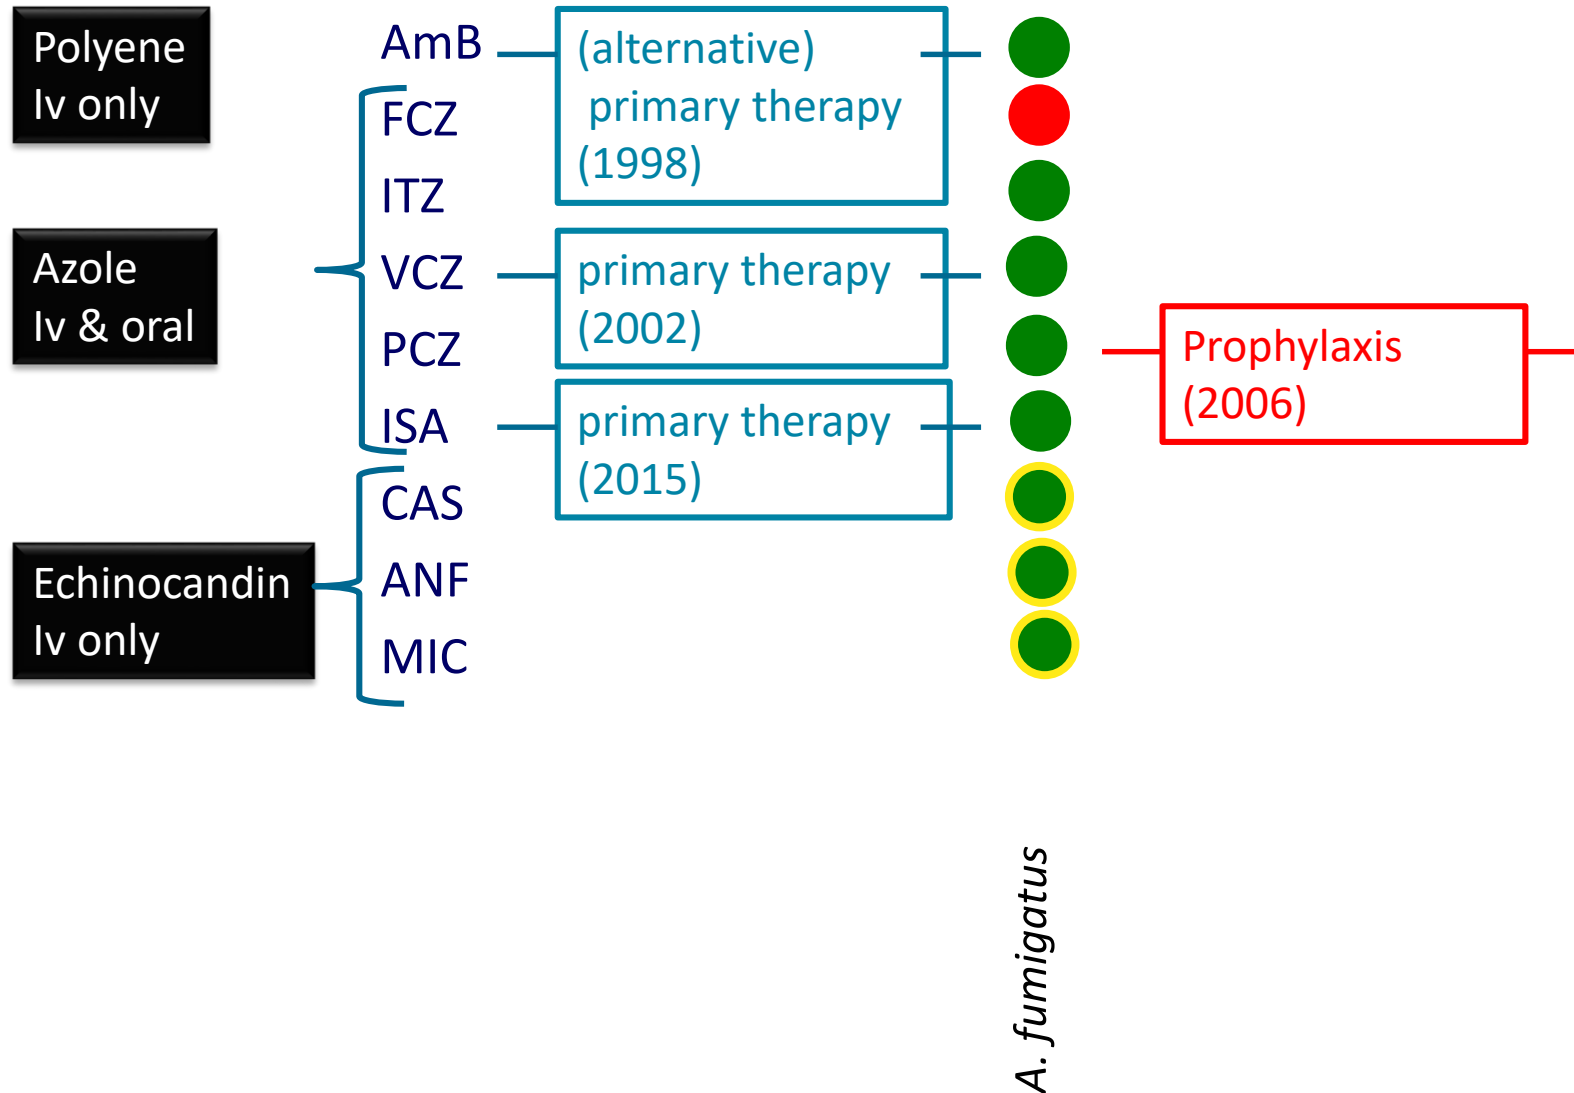 Polyene
Iv only
Azole
Iv & oral
Echinocandin
Iv only
AmB
FCZ
ITZ
VCZ
PCZ
ISA
CAS
ANF
MIC
(alternative)
primary therapy
(1998)
primary therapy
(2002)
primary therapy
(2015)
Prophylaxis
(2006)
A. fumigatus